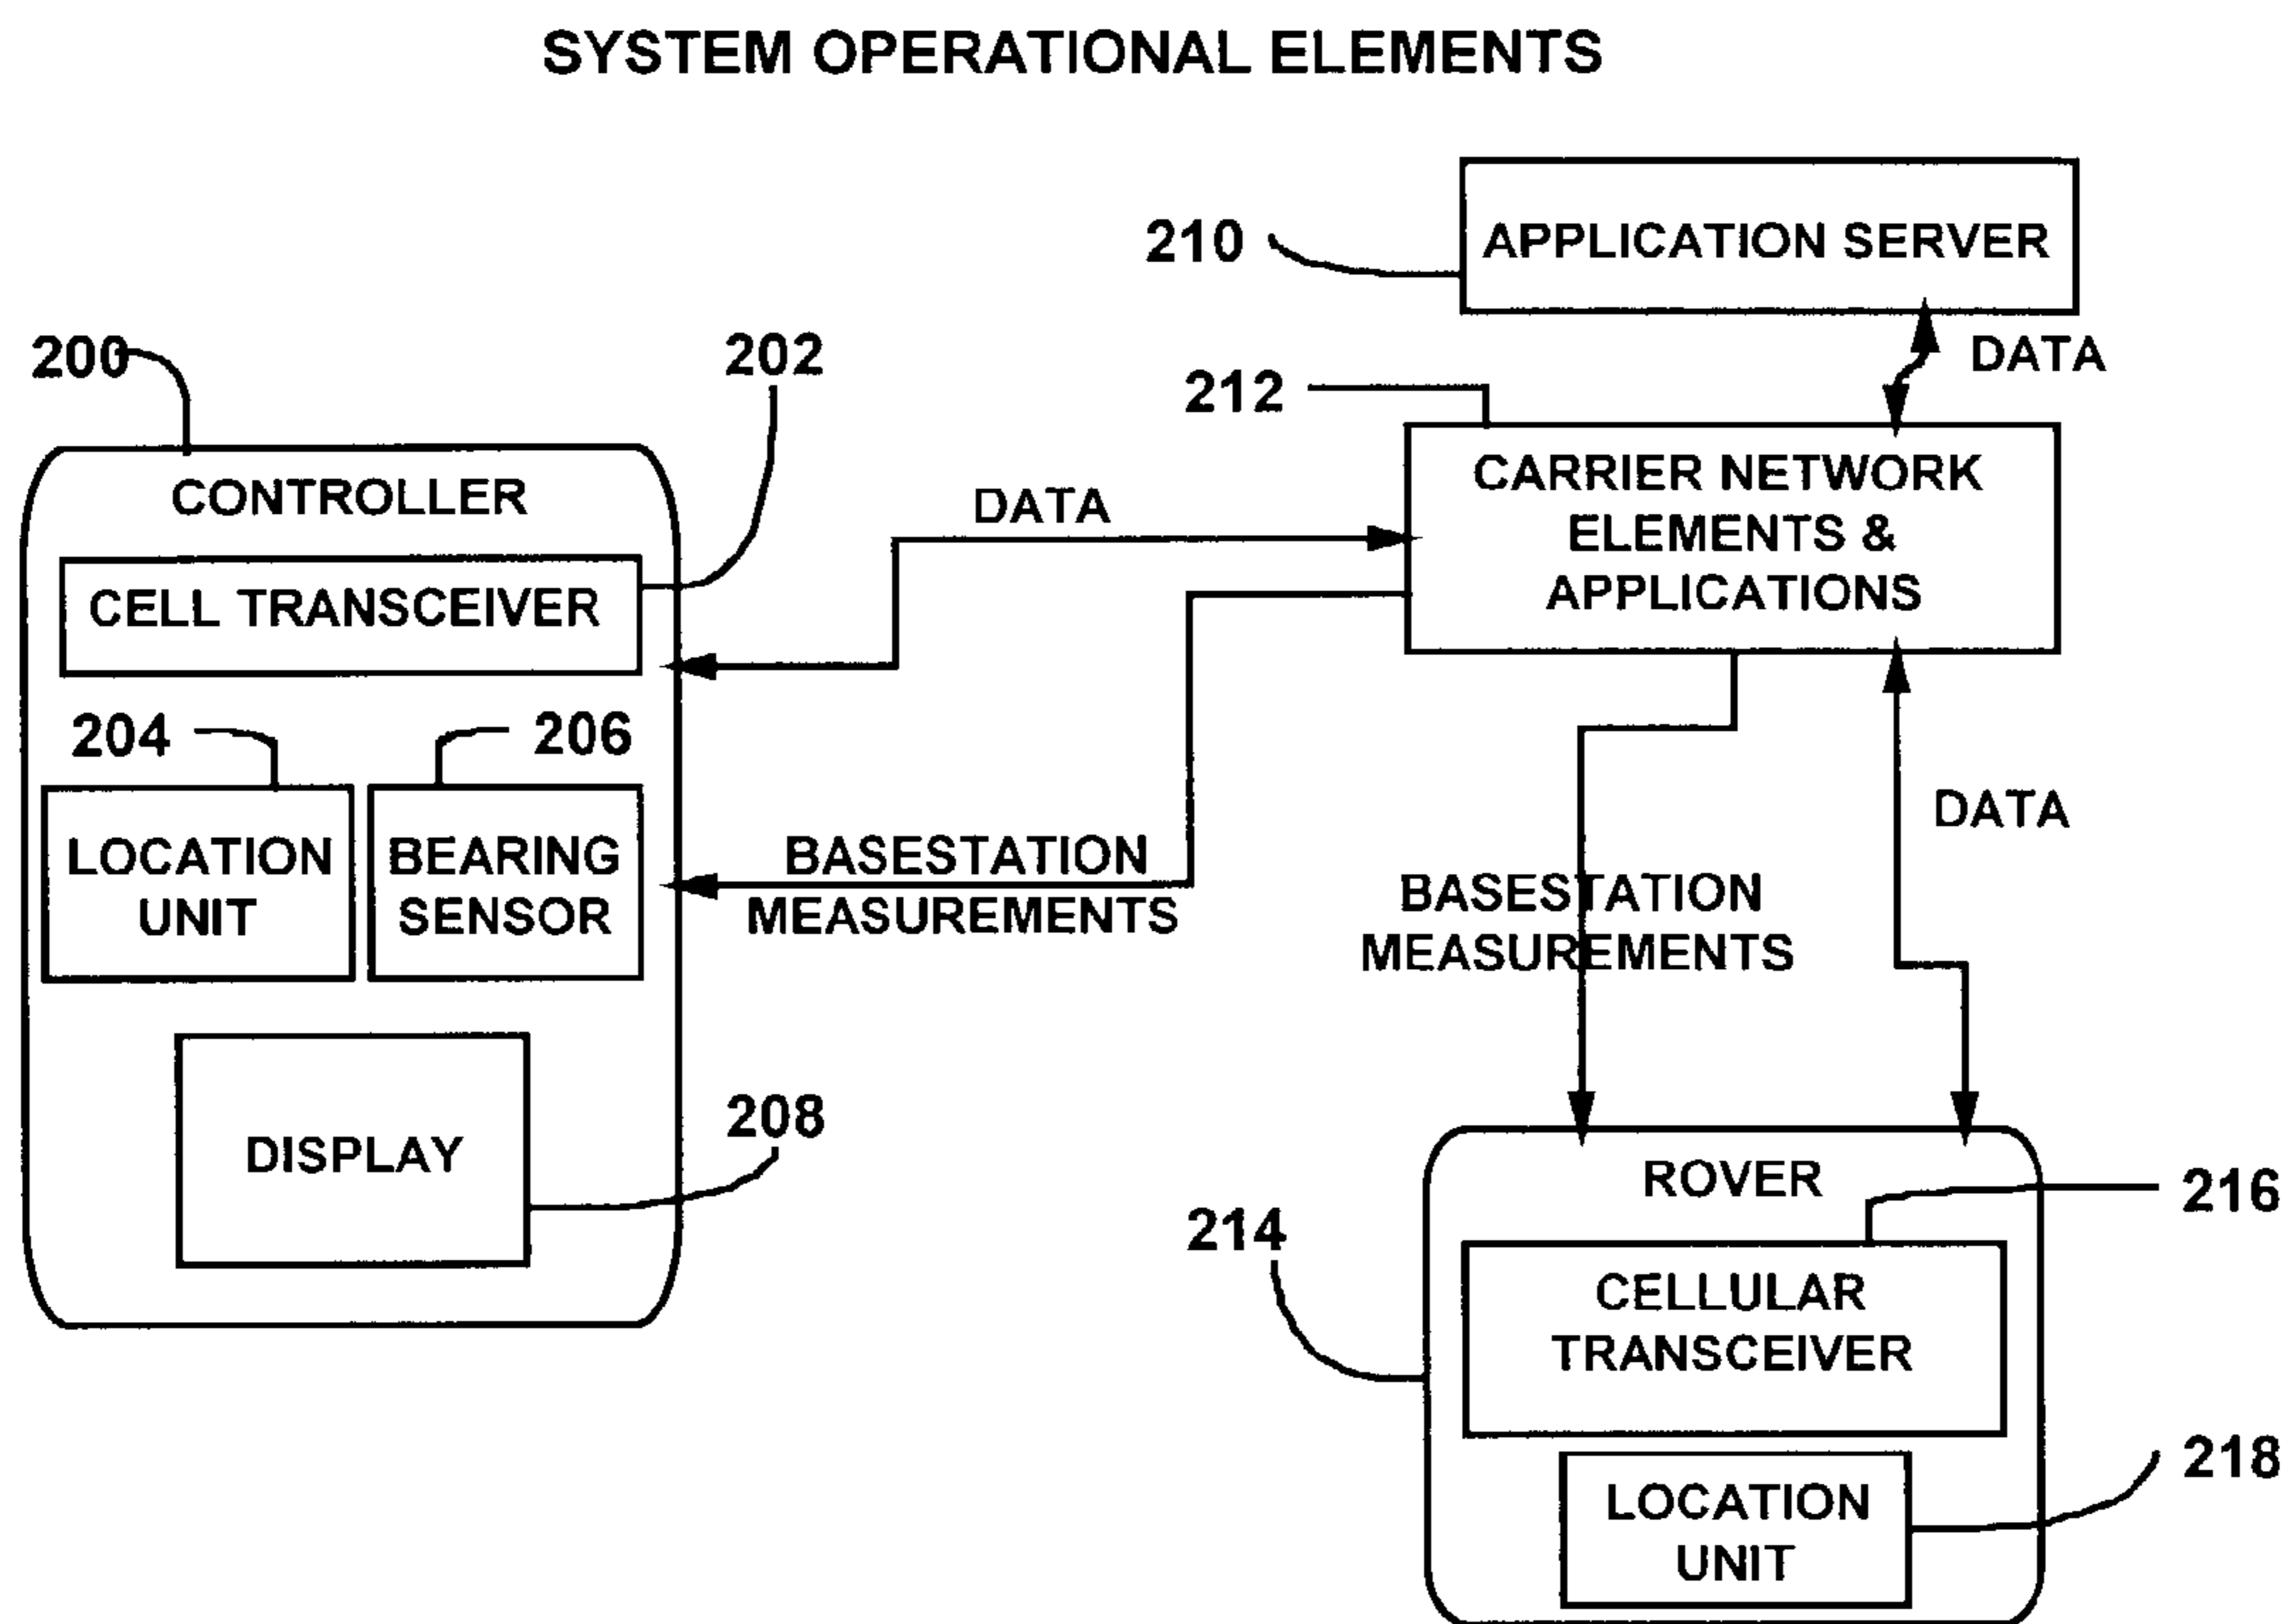 SYSTEM OPERATIONAL ELEMENTS
210
APPLICATION SERVER
DATA
200
202
212
CONTROLLER
CELL TRANSCEIVER
DATA
CARRIER NETWORK
ELEMENTS &
APPLICATIONS
204
206
LOCATION
UNIT
BEARING
SENSOR
BASESTATION
MEASUREMENTS
BASESTATION
MEASUREMENTS
DATA
DISPLAY
208
ROVER
214
216
CELLULAR
TRANSCEIVER
218
LOCATION
UNIT